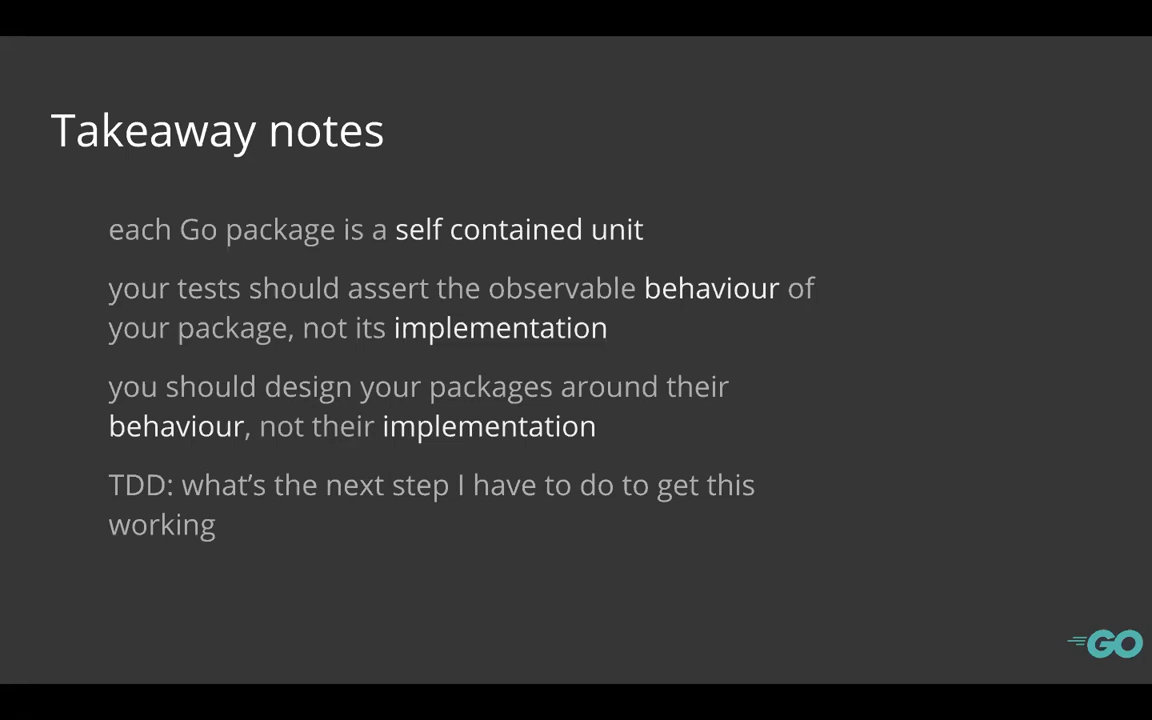 Takeaway notes
each Go package is a self contained unit
your tests should assert the observable behaviour of
your package, not its implementation
you should design your packages around their
behaviour, not their implementation
TDD: what’s the next step I have to do to get this
working
GO